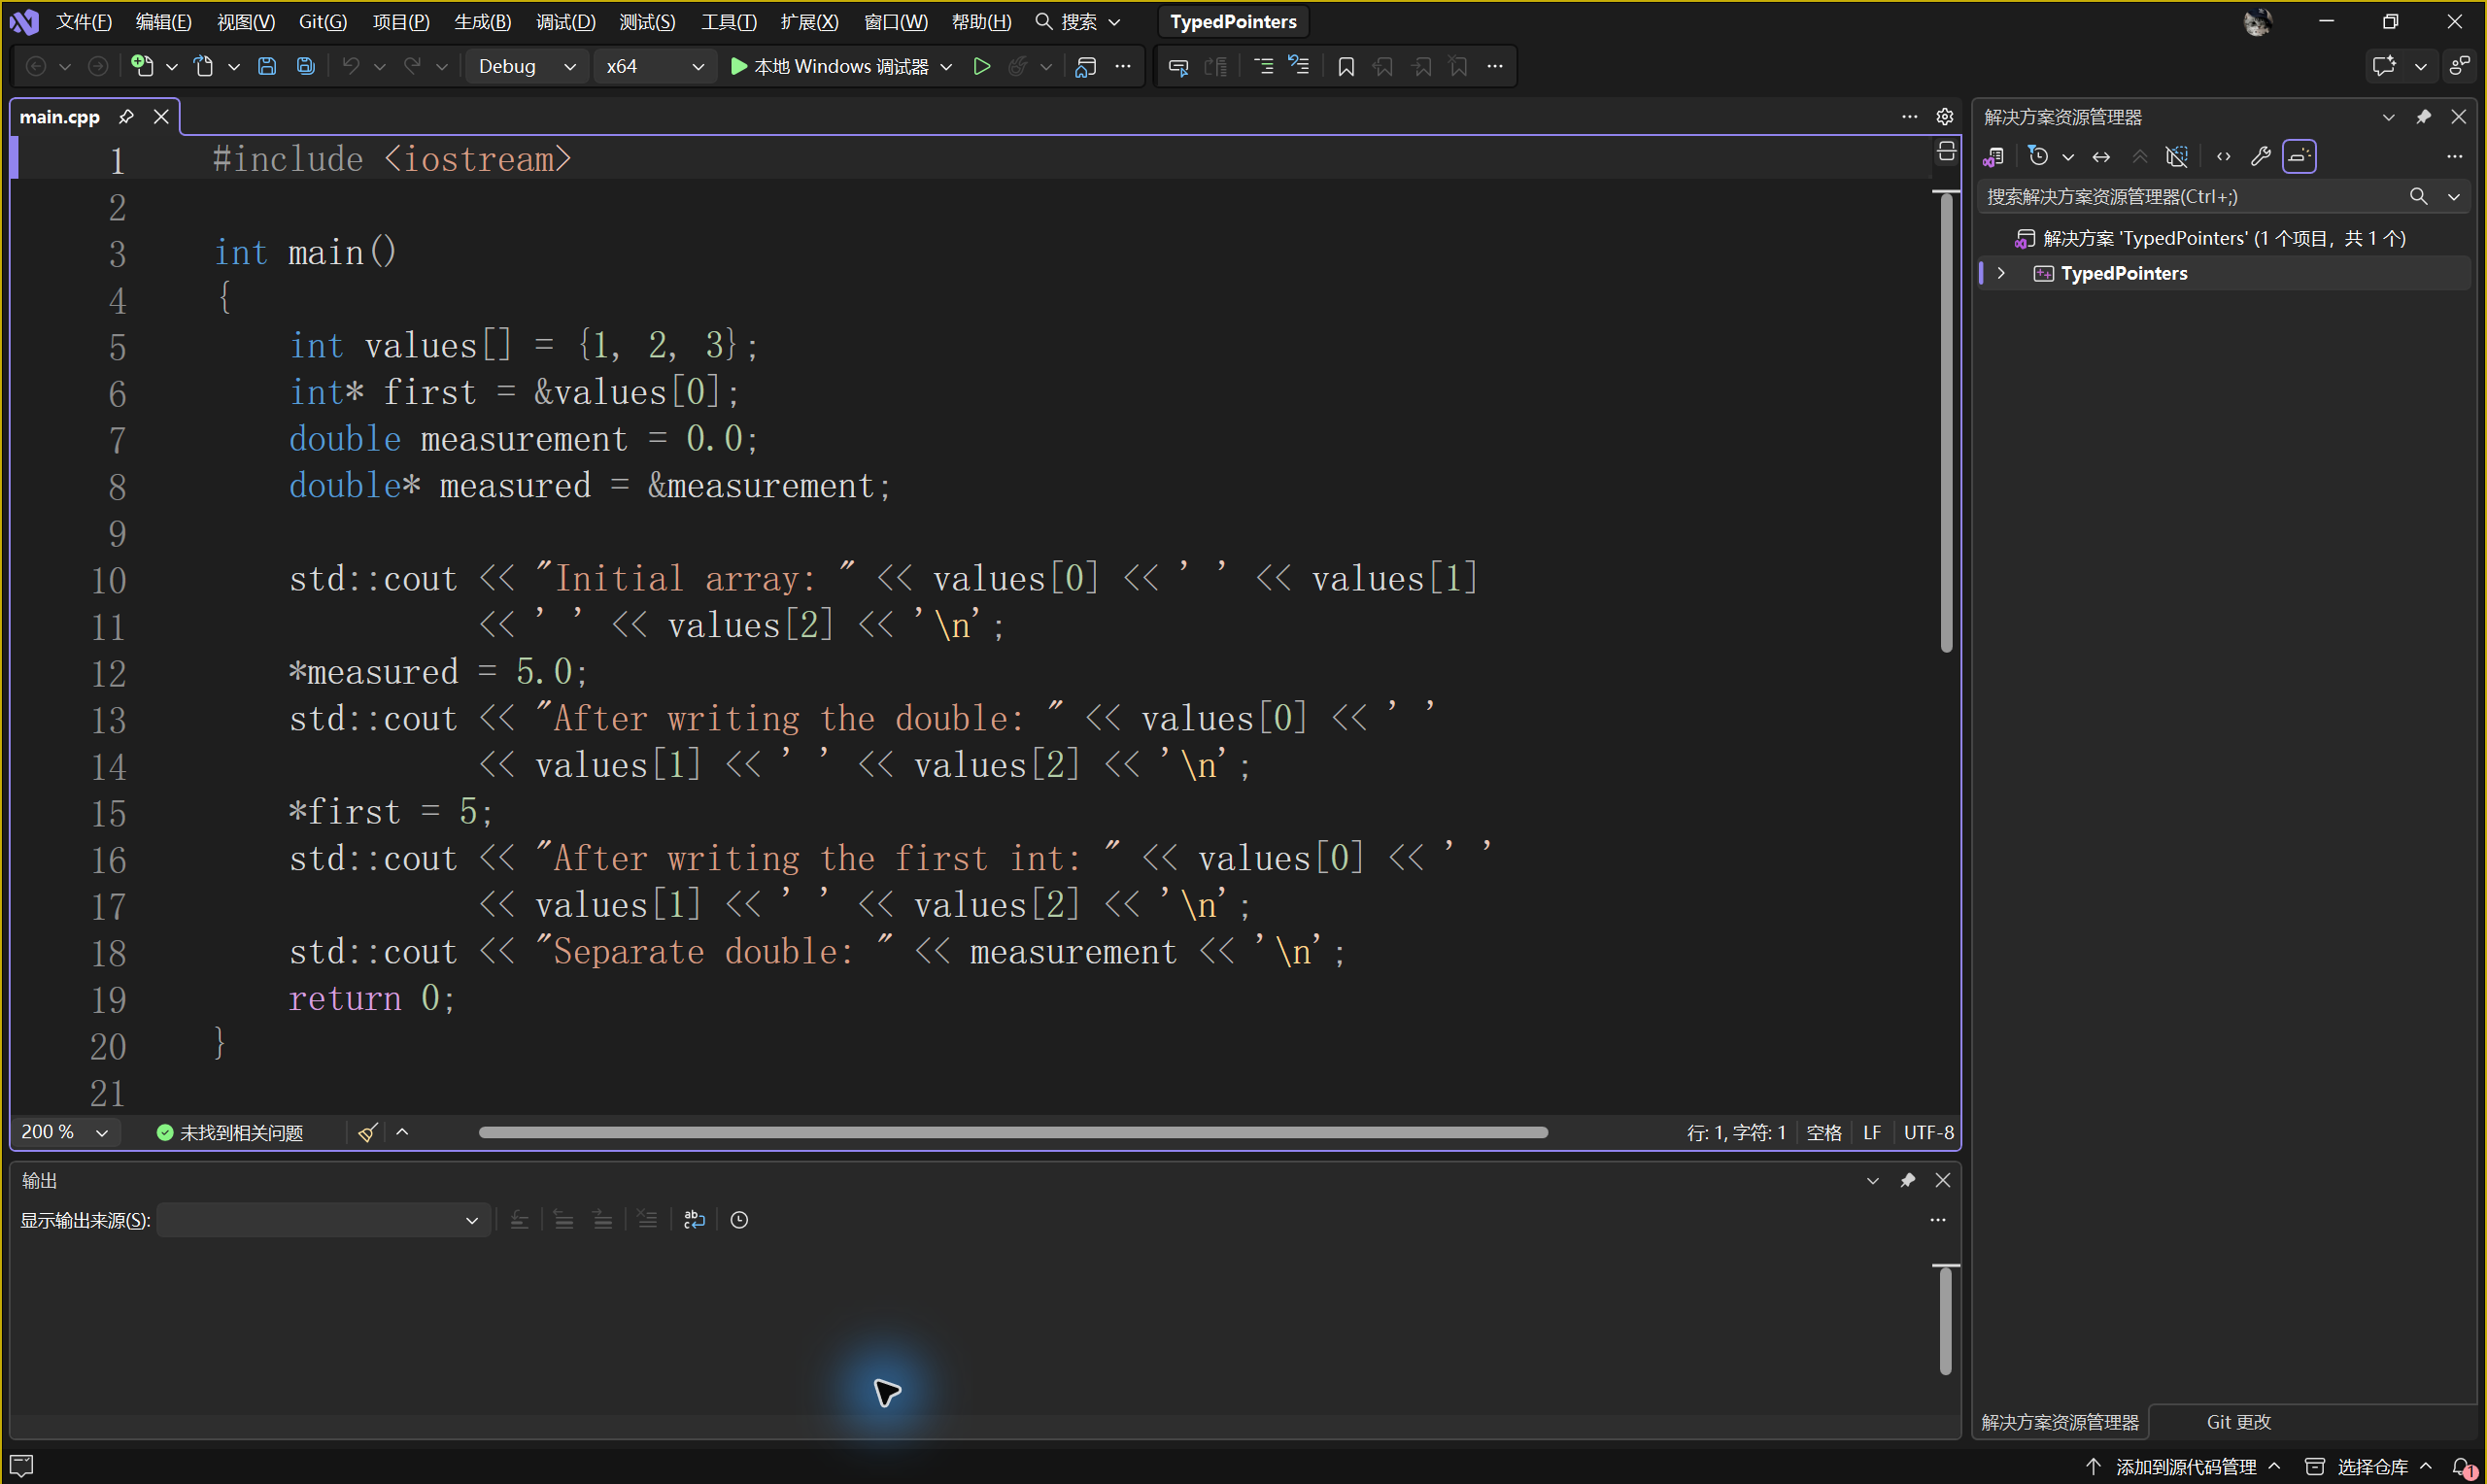 文件(F) 编辑(E) 视图(V) Git(G) 项目(P) 生成(B) 调试(D) 测试(S) 工具(T) 扩展(X) 窗口(W) 帮助(H) 搜索 TypedPointers
Debug x64 本地 Windows 调试器
main.cpp
1 #include <iostream>
2
3 int main()
4 {
5 int values[] = {1, 2, 3};
6 int* first = &values[0];
7 double measurement = 0.0;
8 double* measured = &measurement;
9
10 std::cout << "Initial array: " << values[0] << ' ' << values[1]
11 << ' ' << values[2] << '\n';
12 *measured = 5.0;
13 std::cout << "After writing the double: " << values[0] << ' '
14 << values[1] << ' ' << values[2] << '\n';
15 *first = 5;
16 std::cout << "After writing the first int: " << values[0] << ' '
17 << values[1] << ' ' << values[2] << '\n';
18 std::cout << "Separate double: " << measurement << '\n';
19 return 0;
20 }
21
200 % 未找到相关问题 行: 1, 字符: 1 空格 LF UTF-8
输出
显示输出来源(S):
解决方案资源管理器
搜索解决方案资源管理器(Ctrl+;)
解决方案 'TypedPointers' (1 个项目，共 1 个)
TypedPointers
解决方案资源管理器 Git 更改
添加到源代码管理 选择仓库 1